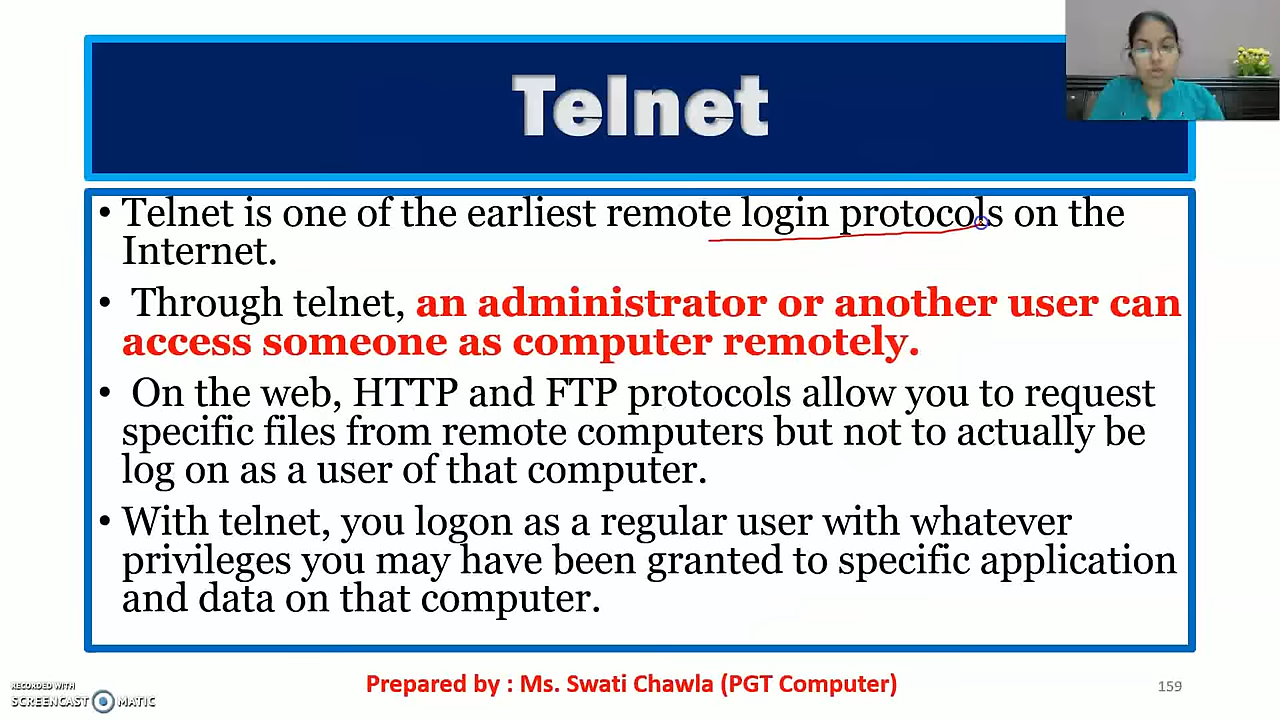 Telnet
• Telnet is one of the earliest remote login protocols on the
Internet.
• Through telnet, an administrator or another user can
access someone as computer remotely.
• On the web, HTTP and FTP protocols allow you to request
specific files from remote computers but not to actually be
log on as a user of that computer.
• With telnet, you logon as a regular user with whatever
privileges you may have been granted to specific application
and data on that computer.
Prepared by : Ms. Swati Chawla (PGT Computer)
159
RECORDED WITH
SCREENCAST MATIC